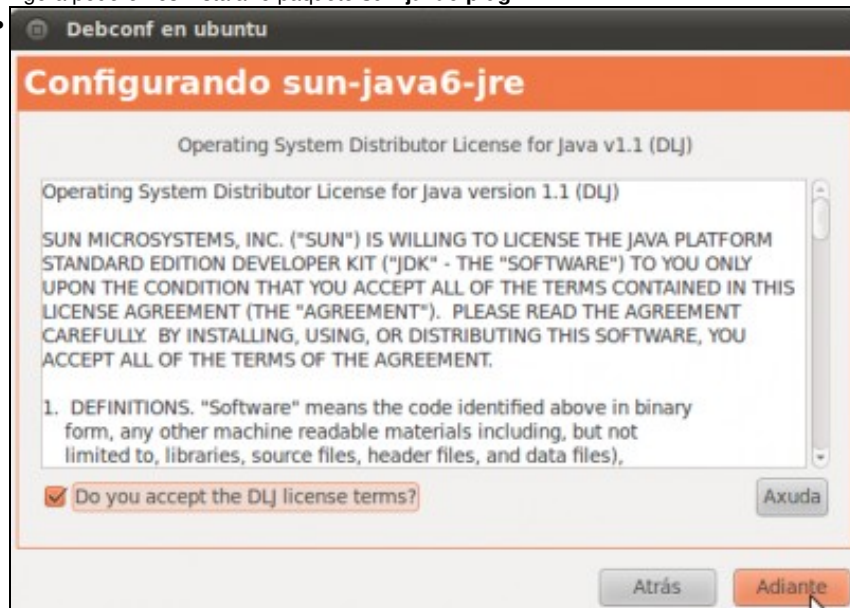 Debconf en ubuntu
Configurando sun-java6-jre
Operating System Distributor License for Java v1.1 (DLJ)
Operating System Distributor License for Java version 1.1 (DLJ)
SUN MICROSYSTEMS, INC. ("SUN") IS WILLING TO LICENSE THE JAVA PLATFORM
STANDARD EDITION DEVELOPER KIT ("JDK" - THE "SOFTWARE") TO YOU ONLY
UPON THE CONDITION THAT YOU ACCEPT ALL OF THE TERMS CONTAINED IN THIS
LICENSE AGREEMENT (THE "AGREEMENT").  PLEASE READ THE AGREEMENT
CAREFULLY.  BY INSTALLING, USING, OR DISTRIBUTING THIS SOFTWARE, YOU
ACCEPT ALL OF THE TERMS OF THE AGREEMENT.
1.  DEFINITIONS. "Software" means the code identified above in binary
form, any other machine readable materials including, but not
limited to, libraries, source files, header files, and data files),
Do you accept the DLJ license terms?
Axuda
Atrás
Adiante